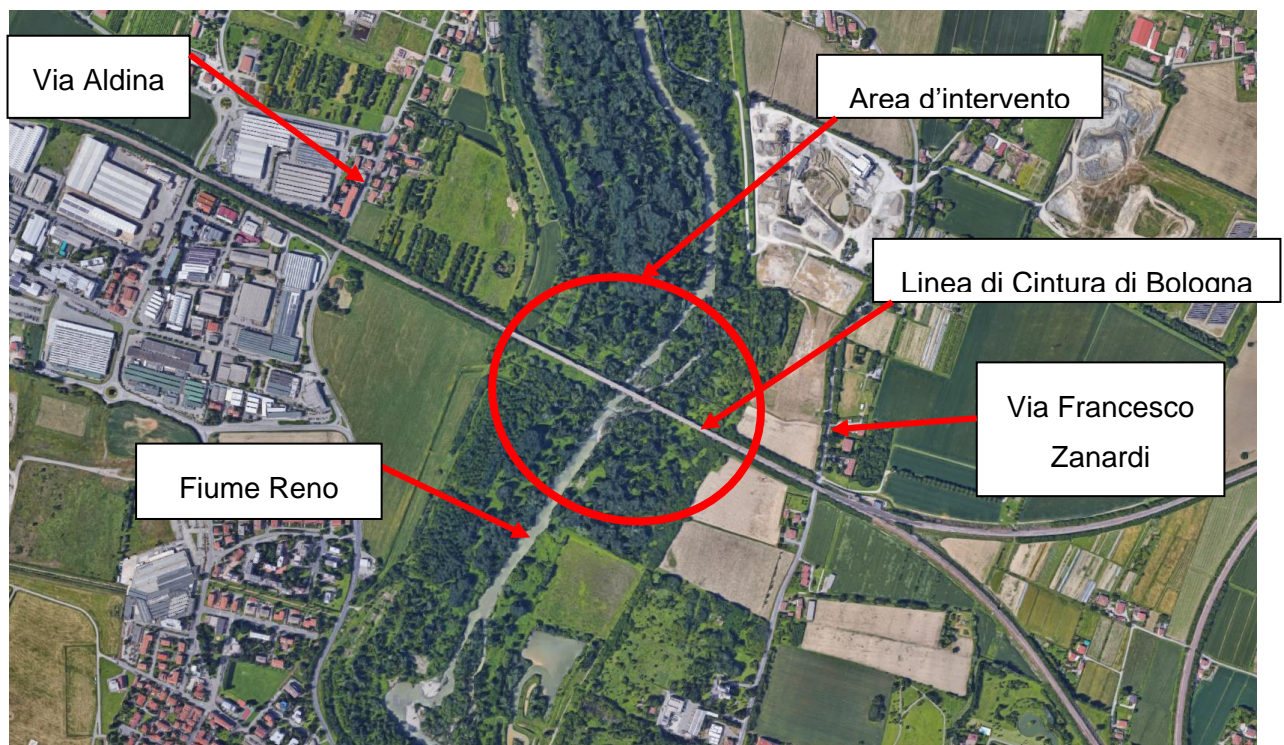 Via Aldina
Area d'intervento
Linea di Cintura di Bologna
Via Francesco
Zanardi
Fiume Reno